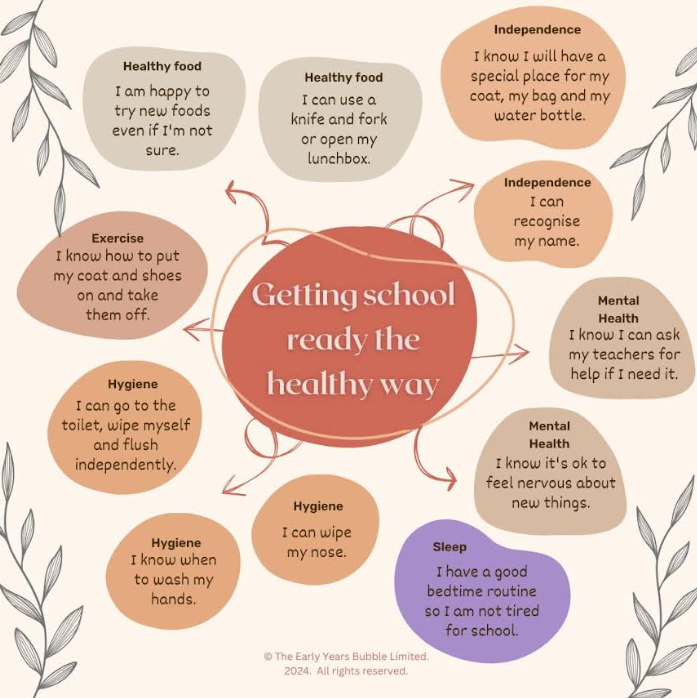 Healthy food
I am happy to
try new foods
even if I'm not
sure.
Healthy food
I can use a
knife and fork
or open my
lunchbox.
Independence
I know I will have a
special place for my
coat, my bag and my
water bottle.
Independence
I can
recognise
my name.
Exercise
I know how to put
my coat and shoes
on and take
them off.
Getting school
ready the
healthy way
Mental
Health
I know I can ask
my teachers for
help if I need it.
Hygiene
I can go to the
toilet, wipe myself
and flush
independently.
Mental
Health
I know it's ok to
feel nervous about
new things.
Hygiene
I know when
to wash my
hands.
Hygiene
I can wipe
my nose.
Sleep
I have a good
bedtime routine
so I am not tired
for school.
© The Early Years Bubble Limited.
2024. All rights reserved.